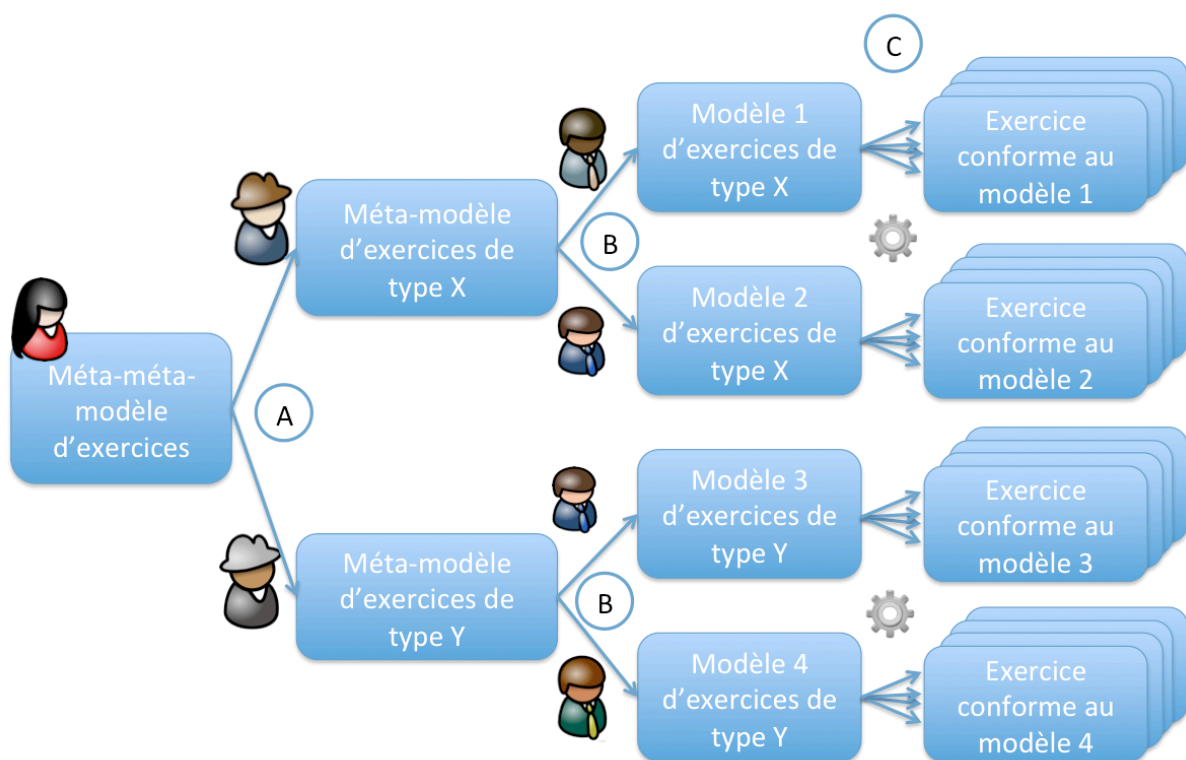 C
Modèle 1
d’exercices de
type X
Exercice
conforme au
modèle 1
Méta-modèle
d’exercices de
type X
B
Modèle 2
d’exercices de
type X
Exercice
conforme au
modèle 2
Méta-méta-
modèle
d’exercices
A
Modèle 3
d’exercices de
type Y
Exercice
conforme au
modèle 3
Méta-modèle
d’exercices de
type Y
B
Modèle 4
d’exercices de
type Y
Exercice
conforme au
modèle 4